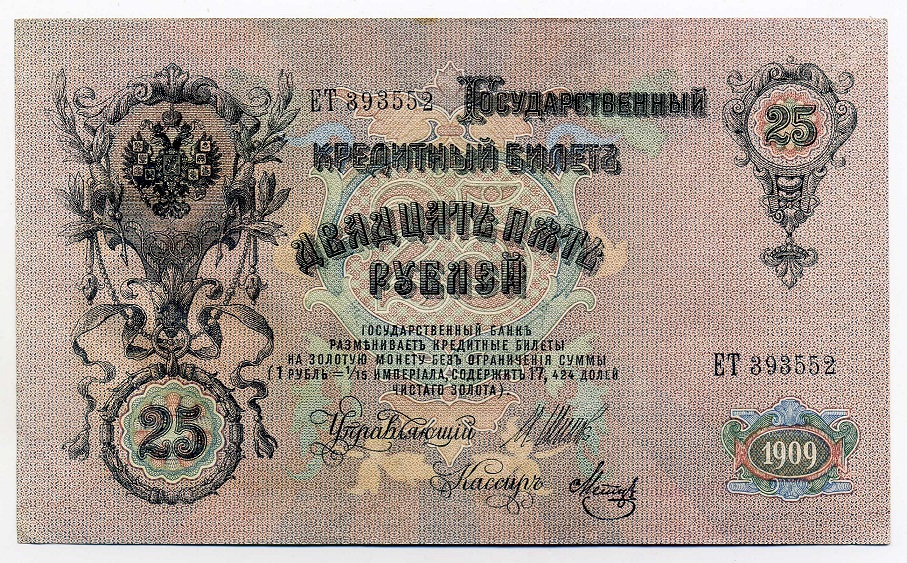 ЕТ 393552
Государственный
кредитный билетъ
Двадцать пять
рублей
25
ГОСУДАРСТВЕННЫЙ БАНКЪ
РАЗМѢНИВАЕТЪ КРЕДИТНЫЕ БИЛЕТЫ
НА ЗОЛОТУЮ МОНЕТУ БЕЗЪ ОГРАНИЧЕНІЯ СУММЫ
(1 РУБЛЬ = 1/15 ИМПЕРІАЛА, СОДЕРЖИТЪ 17,424 ДОЛЕЙ
ЧИСТАГО ЗОЛОТА).
ЕТ 393552
25
Управляющій
Кассиръ
1909